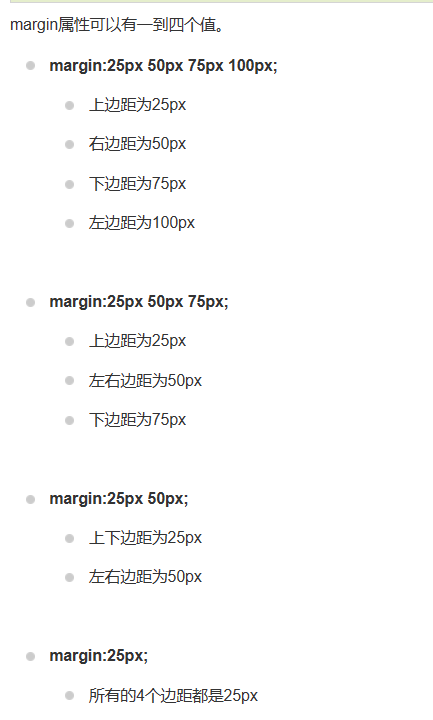 margin属性可以有一到四个值。
margin:25px 50px 75px 100px;
上边距为25px
右边距为50px
下边距为75px
左边距为100px
margin:25px 50px 75px;
上边距为25px
左右边距为50px
下边距为75px
margin:25px 50px;
上下边距为25px
左右边距为50px
margin:25px;
所有的4个边距都是25px